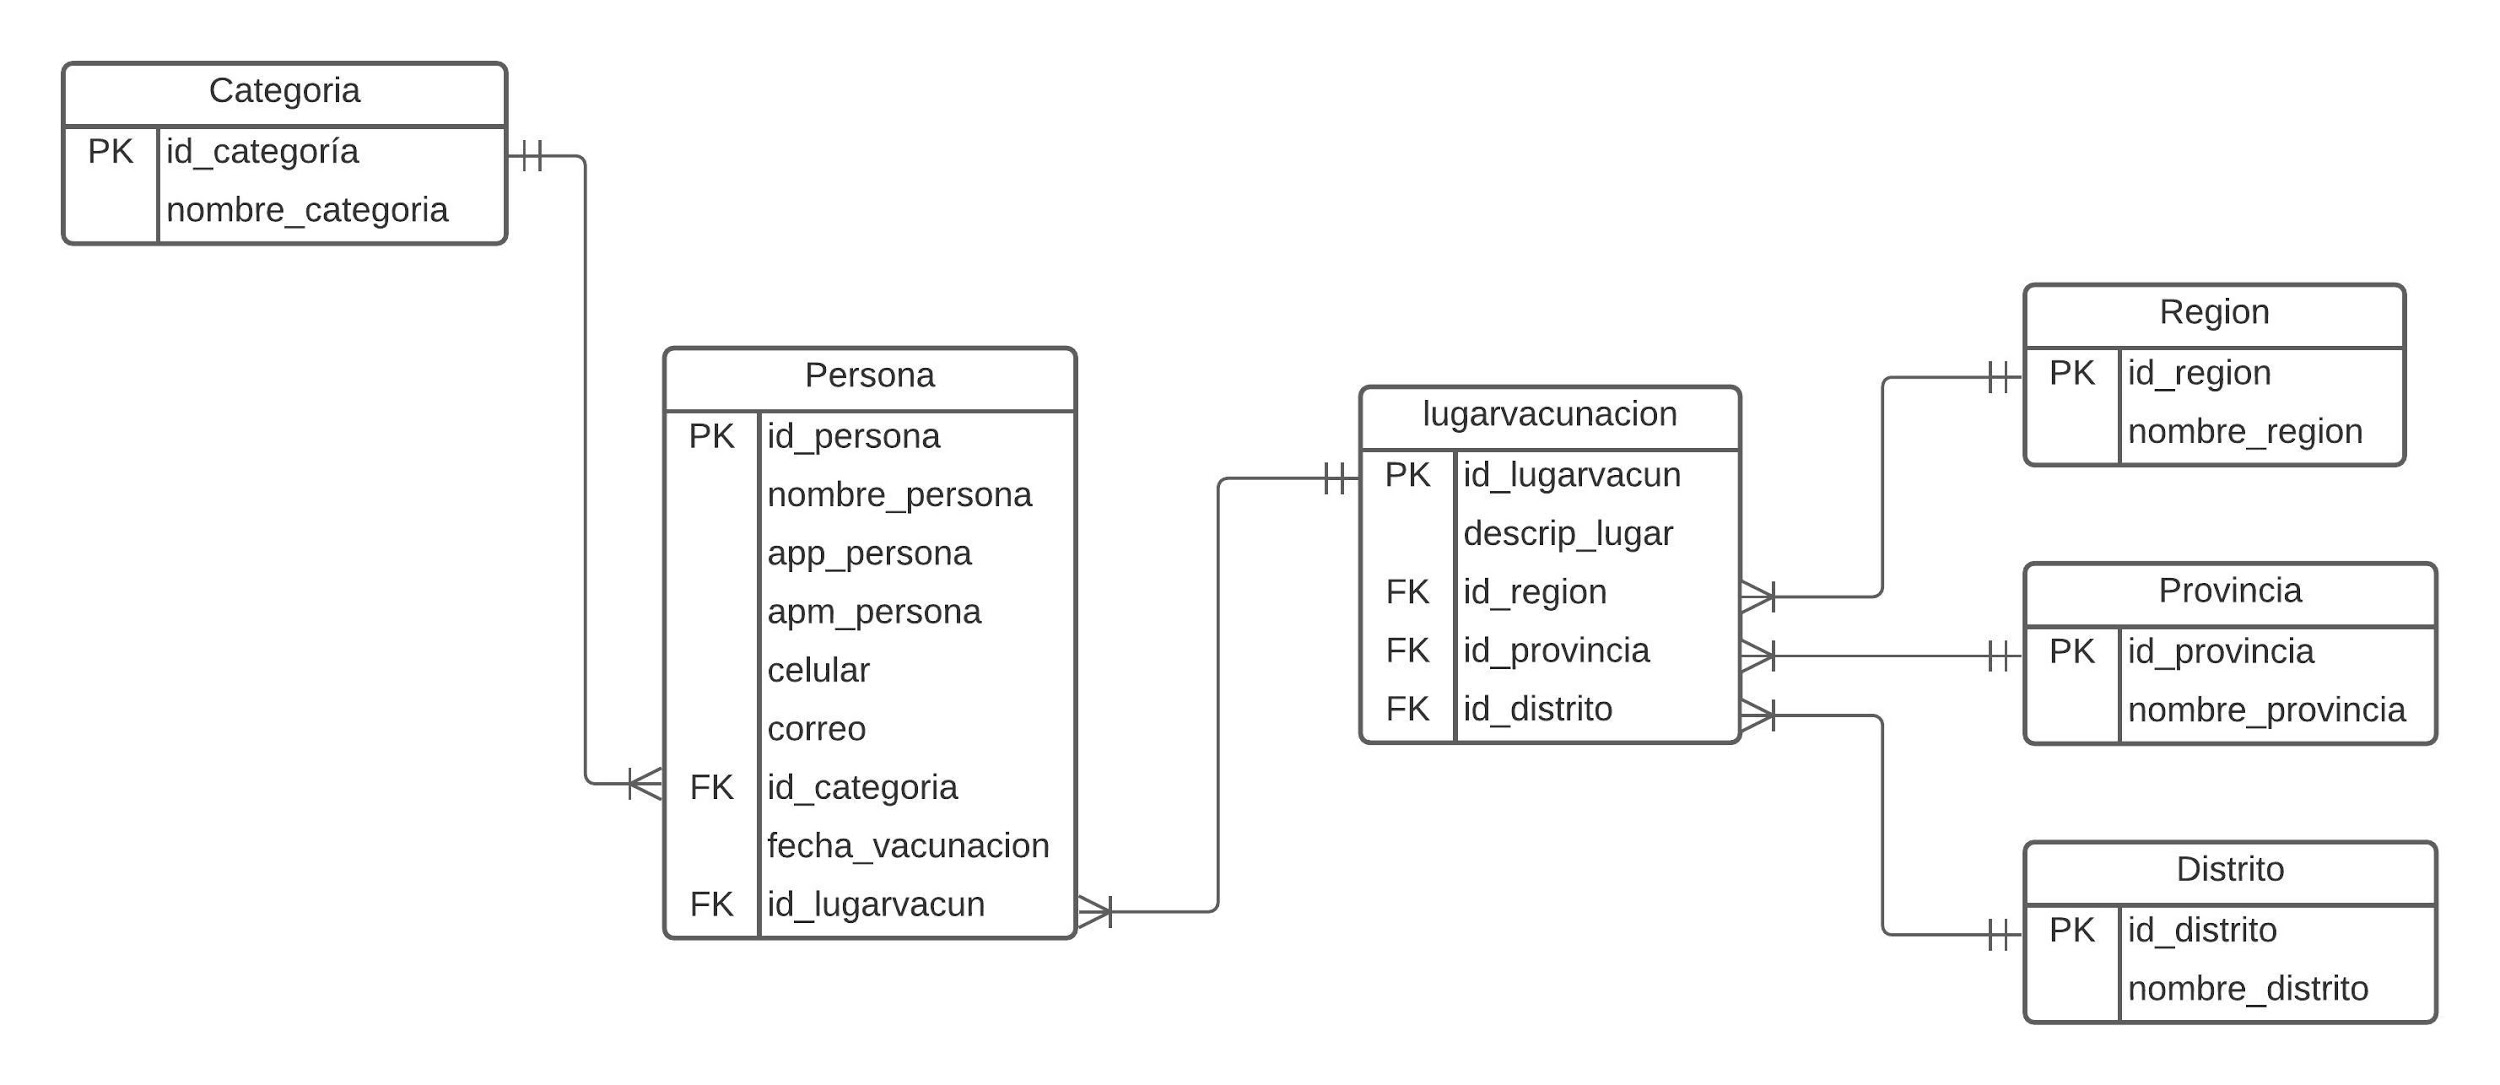 Categoria
PK id_categoría
nombre_categoria
Persona
PK id_persona
nombre_persona
app_persona
apm_persona
celular
correo
FK id_categoria
fecha_vacunacion
FK id_lugarvacun
lugarvacunacion
PK id_lugarvacun
descrip_lugar
FK id_region
FK id_provincia
FK id_distrito
Region
PK id_region
nombre_region
Provincia
PK id_provincia
nombre_provincia
Distrito
PK id_distrito
nombre_distrito